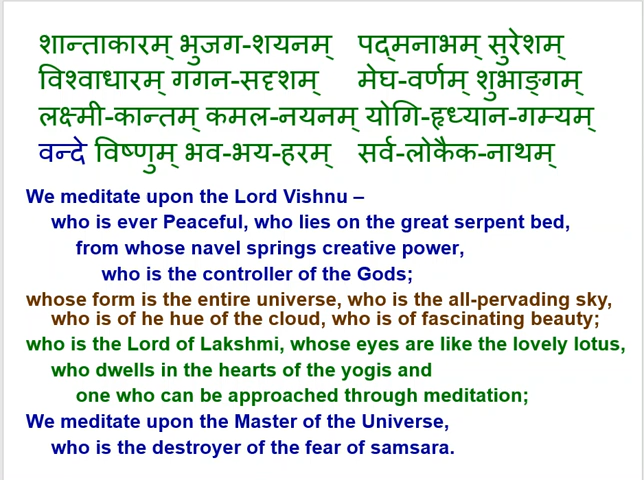 शान्ताकारम् भुजग-शयनम् पद्मनाभम् सुरेशम्
विश्वाधारम् गगन-सदृशम् मेघ-वर्णम् शुभाङ्गम्
लक्ष्मी-कान्तम् कमल-नयनम् योगि-हृध्यान-गम्यम्
वन्दे विष्णुम् भव-भय-हरम् सर्व-लोकैक-नाथम्
We meditate upon the Lord Vishnu –
who is ever Peaceful, who lies on the great serpent bed,
from whose navel springs creative power,
who is the controller of the Gods;
whose form is the entire universe, who is the all-pervading sky,
who is of he hue of the cloud, who is of fascinating beauty;
who is the Lord of Lakshmi, whose eyes are like the lovely lotus,
who dwells in the hearts of the yogis and
one who can be approached through meditation;
We meditate upon the Master of the Universe,
who is the destroyer of the fear of samsara.